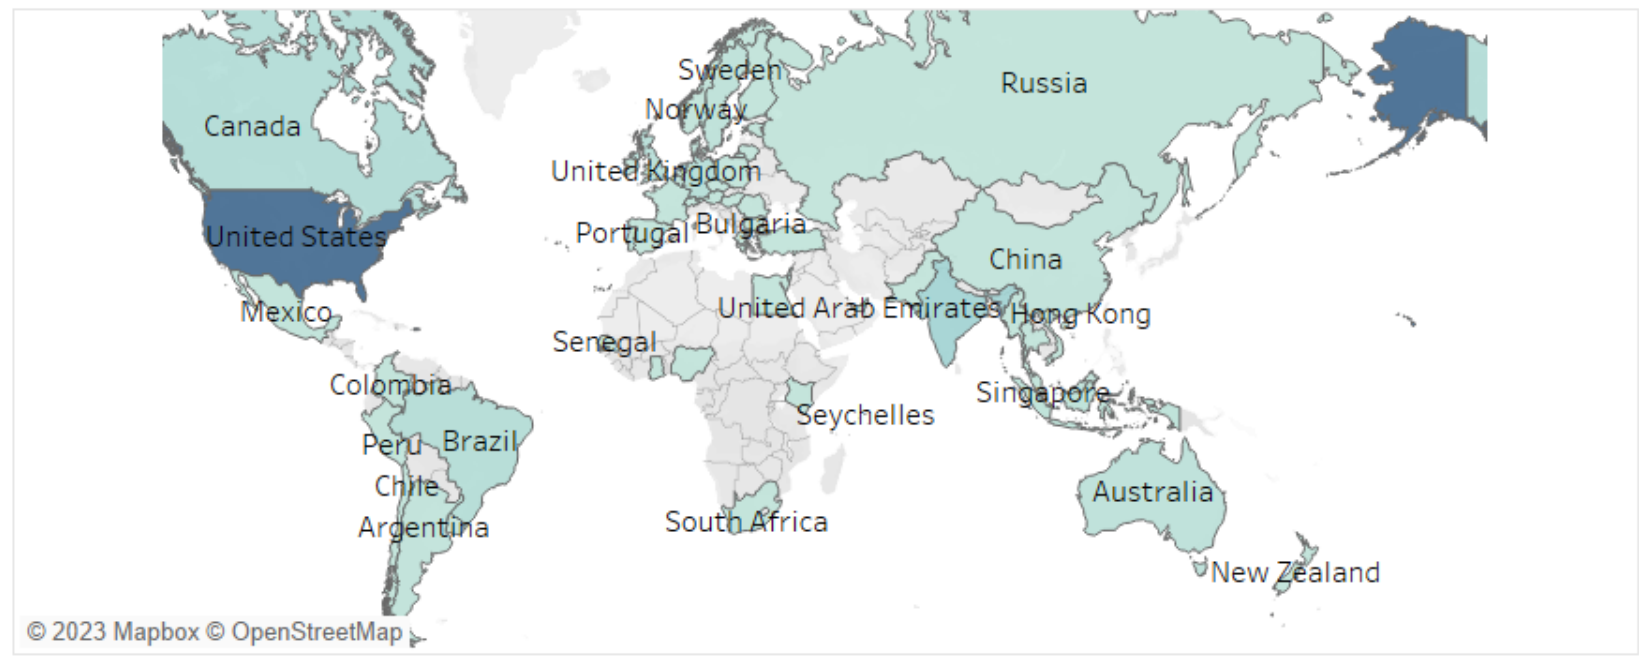 Sweden
Russia
Norway
Canada
United Kingdom
Bulgaria
Portugal
United States
China
United Arab Emirates
Mexico
Hong Kong
Senegal
Colombia
Singapore
Seychelles
Peru
Brazil
Chile
Australia
South Africa
Argentina
New Zealand
© 2023 Mapbox © OpenStreetMap